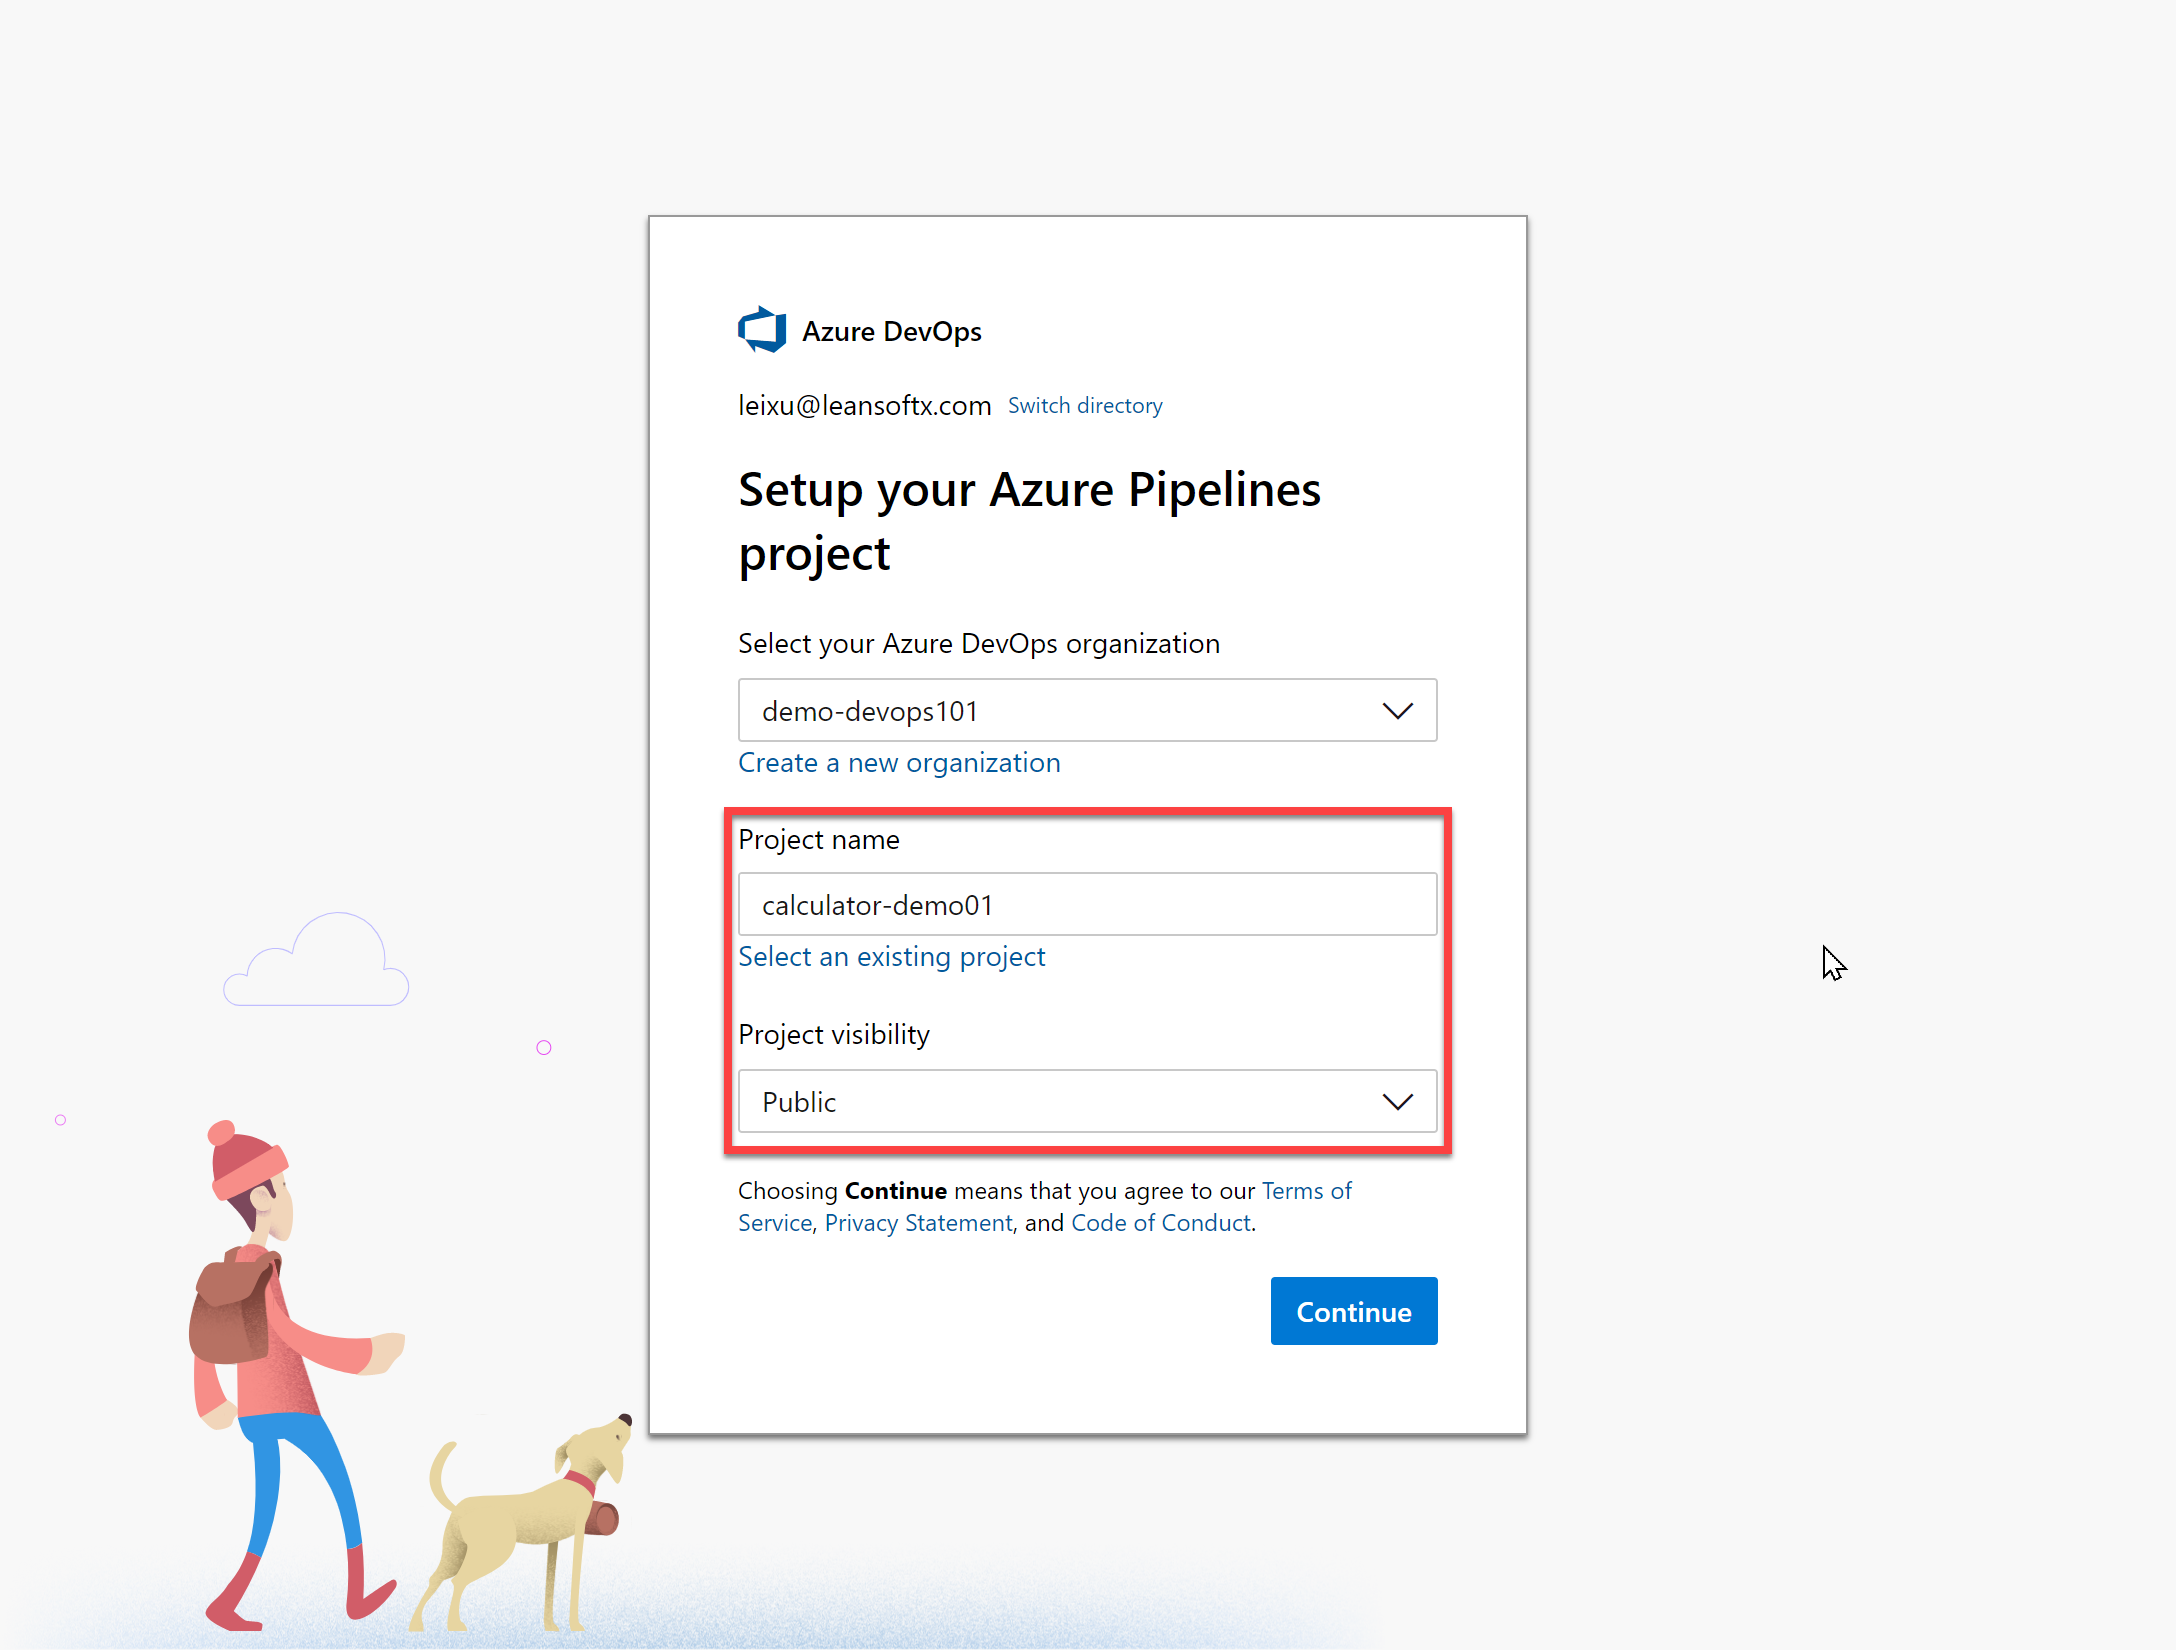 Azure DevOps
leixu@leansoftx.com Switch directory
Setup your Azure Pipelines
project
Select your Azure DevOps organization
demo-devops101
Create a new organization
Project name
calculator-demo01
Select an existing project
Project visibility
Public
Choosing Continue means that you agree to our Terms of
Service, Privacy Statement, and Code of Conduct.
Continue